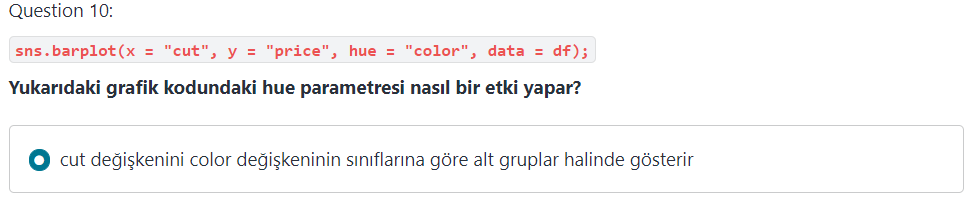 Question 10:
sns.barplot(x = "cut", y = "price", hue = "color", data = df);
Yukarıdaki grafik kodundaki hue parametresi nasıl bir etki yapar?
cut değişkenini color değişkeninin sınıflarına göre alt gruplar halinde gösterir